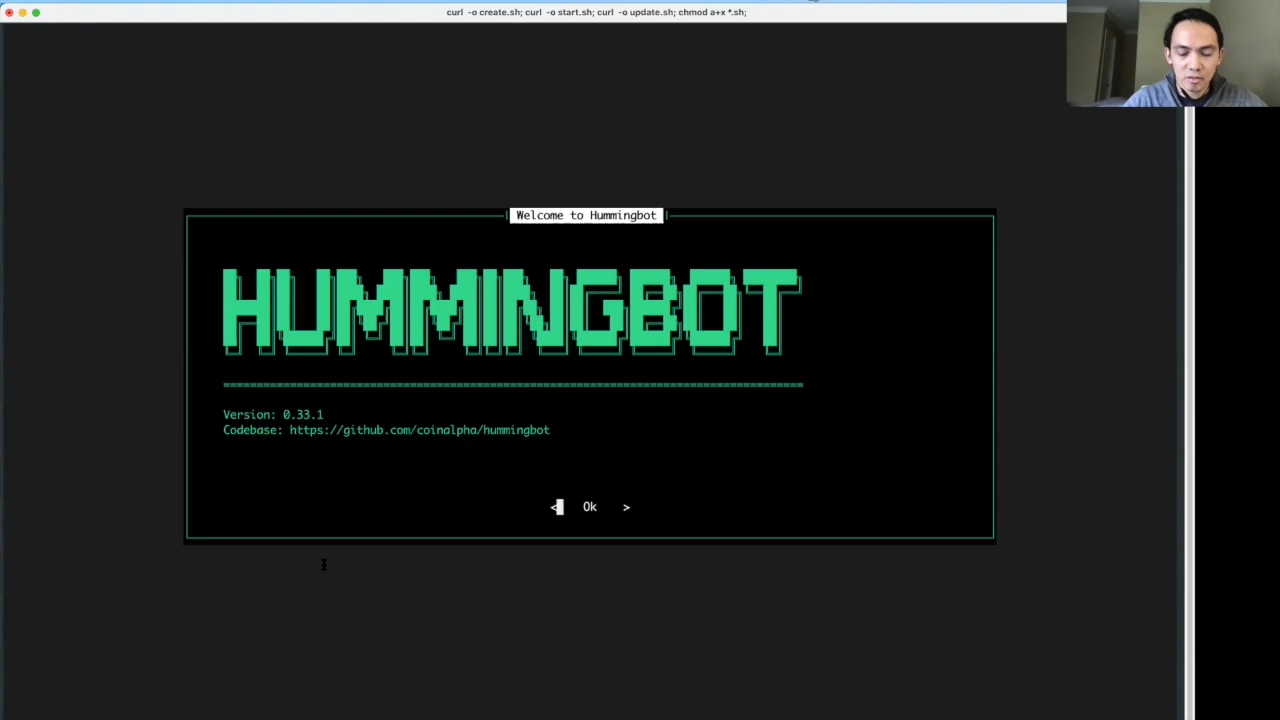 curl -o create.sh; curl -o start.sh; curl -o update.sh; chmod a+x *.sh;
Welcome to Hummingbot
HUMMINGBOT
Version: 0.33.1
Codebase: https://github.com/coinalpha/hummingbot
< Ok >